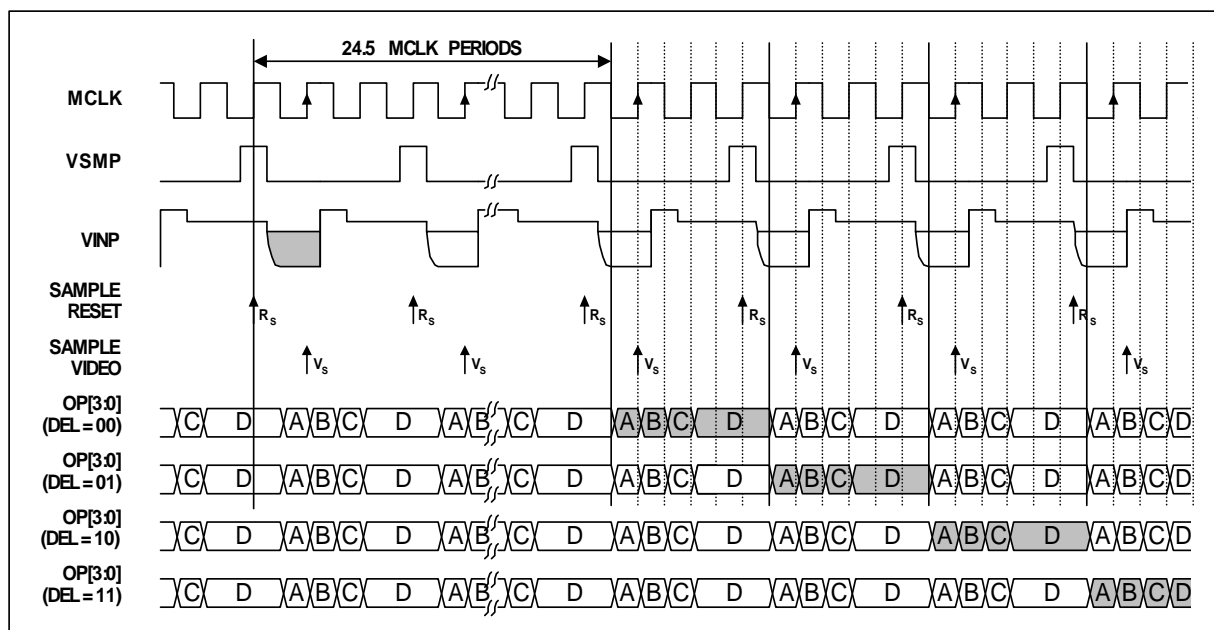 24.5 MCLK PERIODS
MCLK
VSMP
VINP
SAMPLE
RESET
R_S R_S R_S R_S R_S R_S
SAMPLE
VIDEO
V_S V_S V_S V_S V_S V_S
OP[3:0]
(DEL = 00)
C D A B C D A B C D A B C D A B C D A B C D A B C D
OP[3:0]
(DEL = 01)
C D A B C D A B C D A B C D A B C D A B C D A B C D
OP[3:0]
(DEL = 10)
C D A B C D A B C D A B C D A B C D A B C D A B C D
OP[3:0]
(DEL = 11)
C D A B C D A B C D A B C D A B C D A B C D A B C D